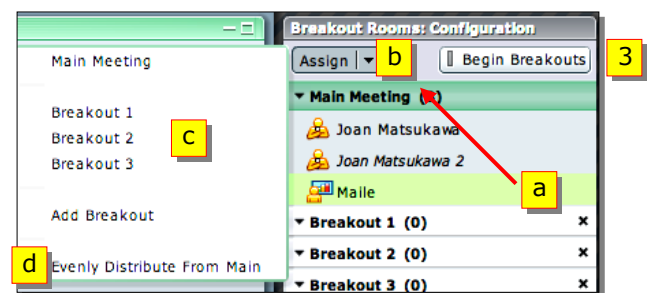 Breakout Rooms: Configuration
Assign
b
Begin Breakouts
3
Main Meeting
Main Meeting
Joan Matsukawa
Joan Matsukawa 2
Maile
a
Breakout 1 (0)
Breakout 2 (0)
Breakout 3 (0)
Breakout 1
Breakout 2
Breakout 3
c
Add Breakout
d
Evenly Distribute From Main